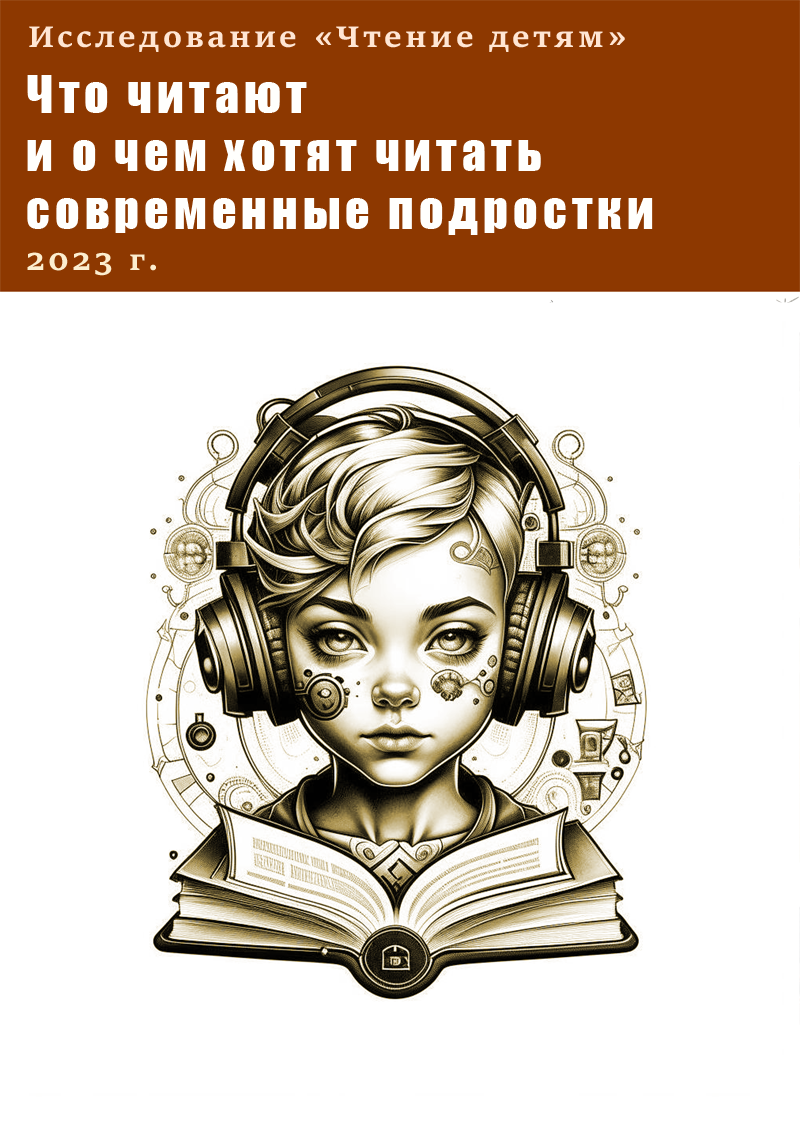 Исследование «Чтение детям»
Что читают
и о чем хотят читать
современные подростки
2023 г.